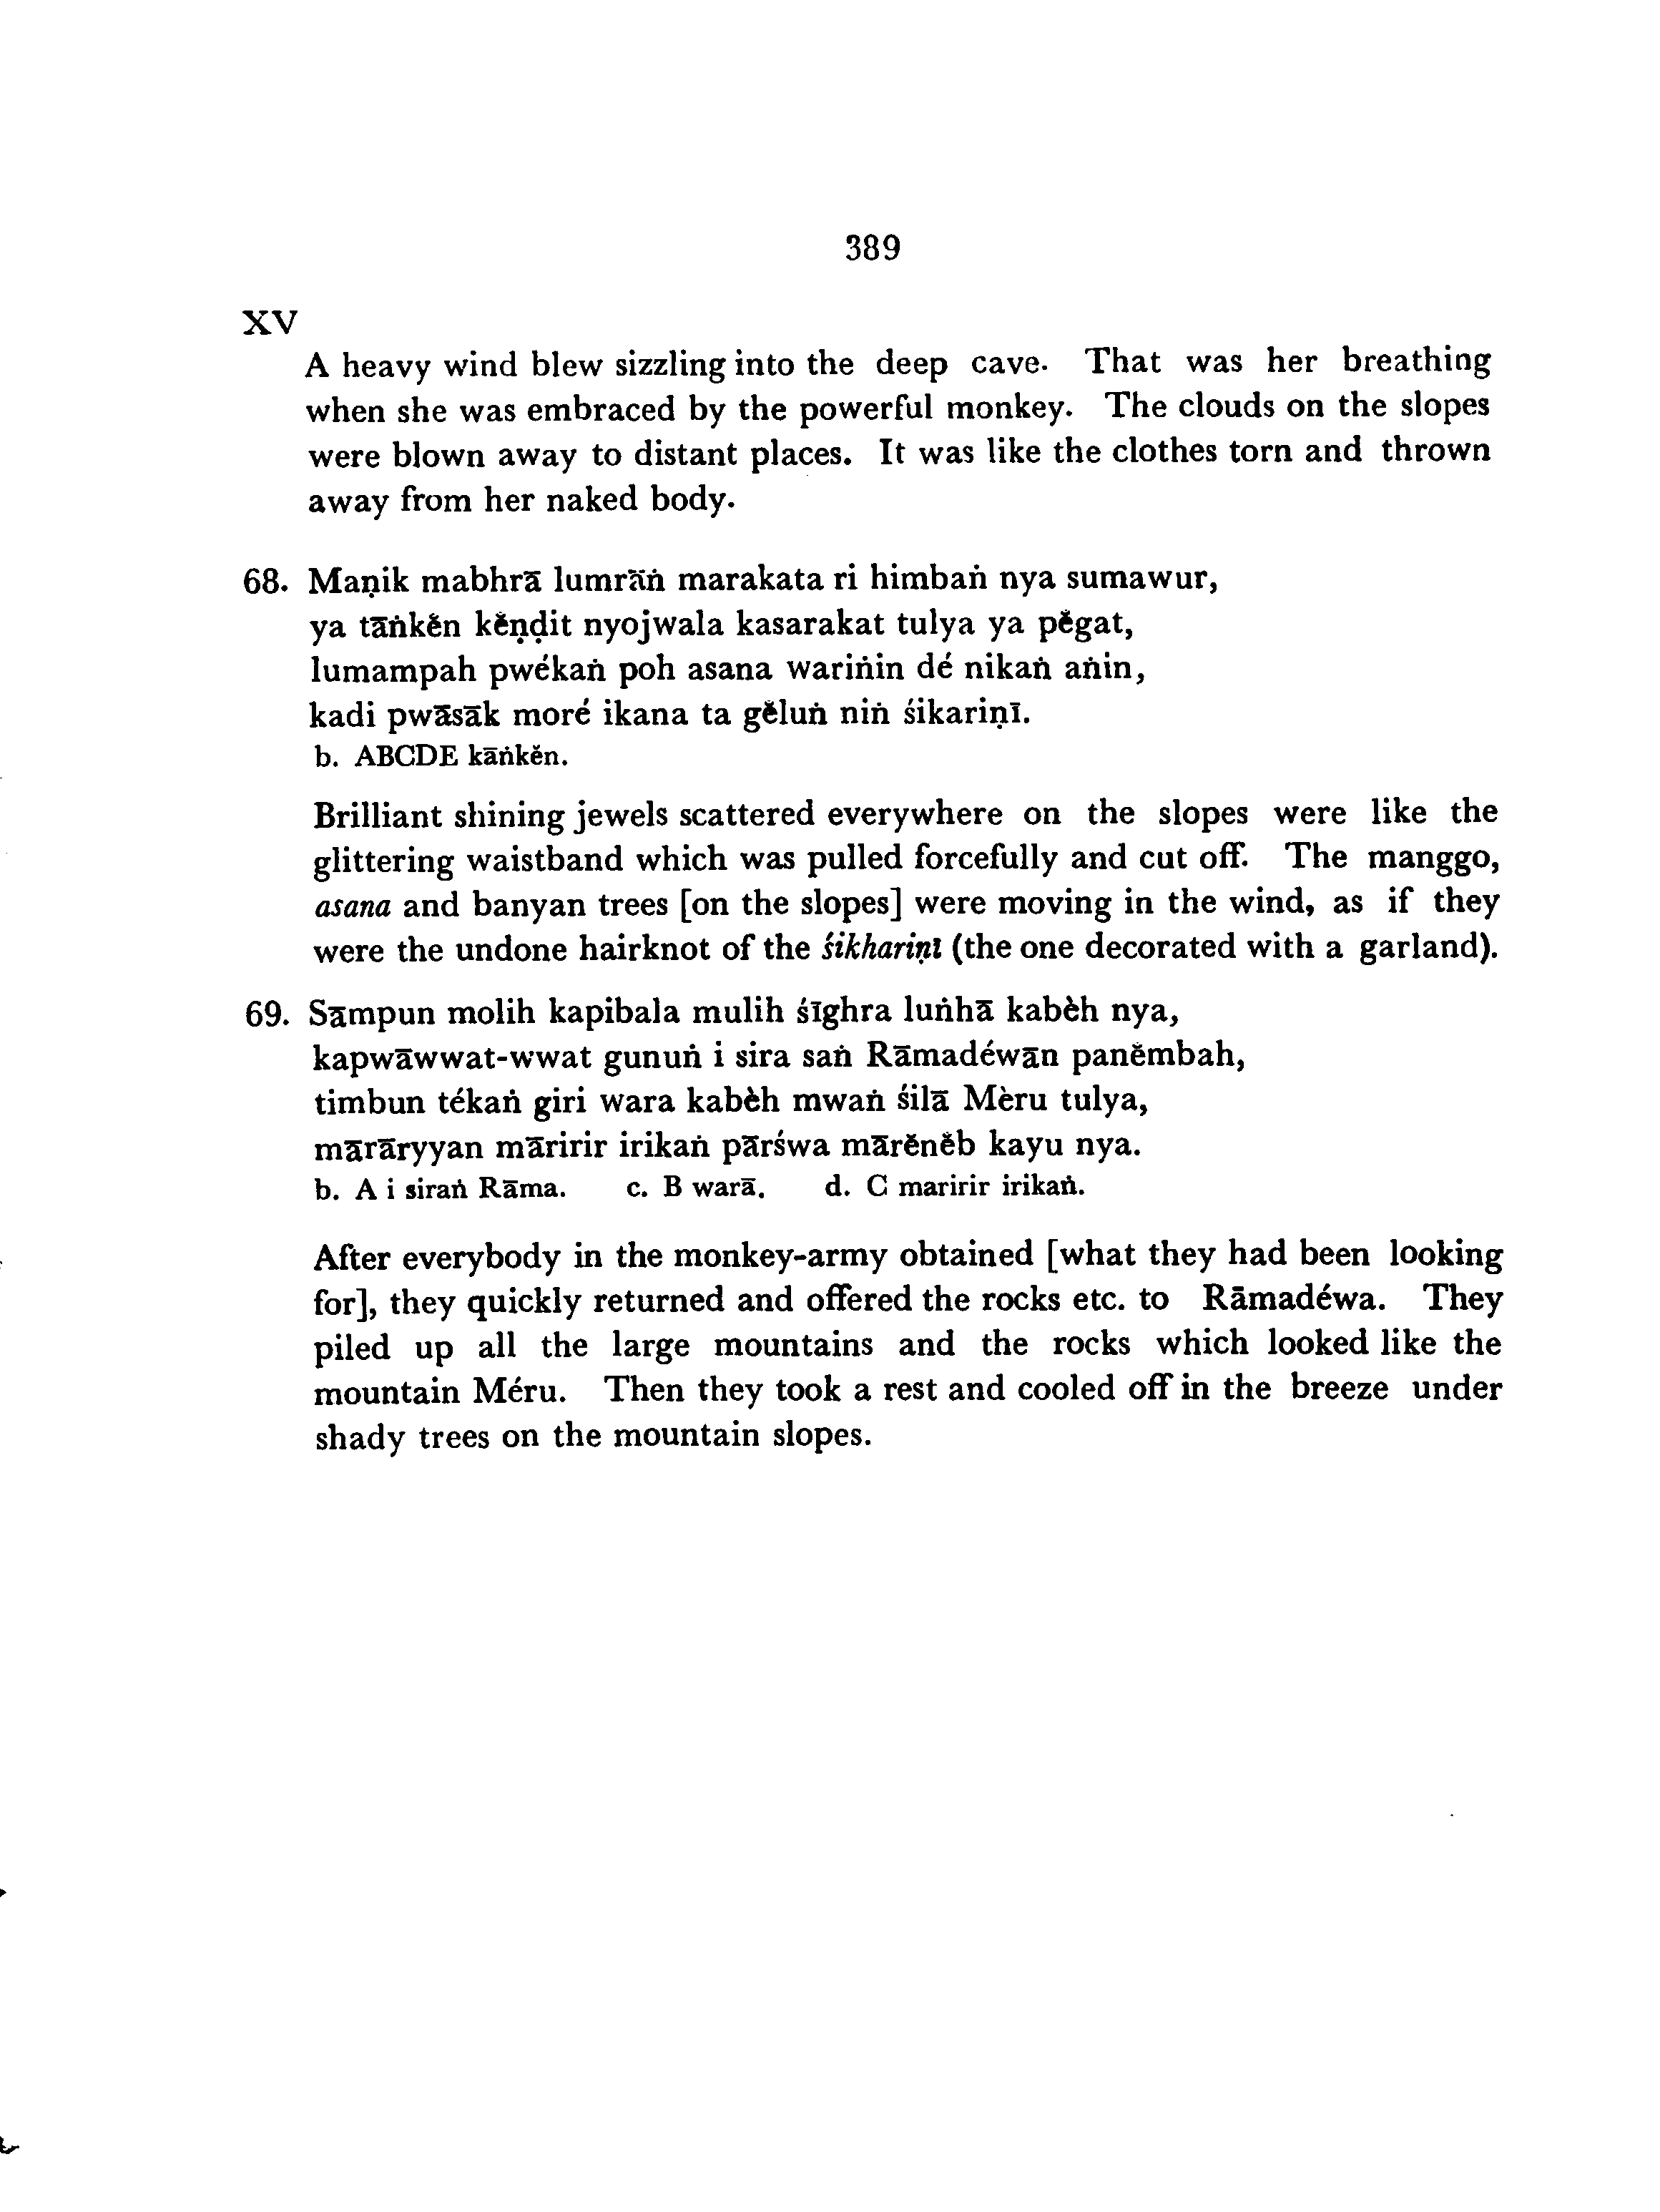 389
XV
A heavy wind blew sizzling into the deep cave. That was her breathing
when she was embraced by the powerful monkey. The clouds on the slopes
were blown away to distant places. It was like the clothes torn and thrown
away from her naked body.
68. Maṇik mabhrā lumrāṅ marakata ri himbaṅ nya sumawur,
ya tāṅkĕn kĕṇḍit nyojwala kasarakat tulya ya pĕgat,
lumampah pwékaṅ poh asana wariṅin dé nikaṅ aṅin,
kadi pwāsāk moré ikana ta gĕluṅ niṅ śikariṇī.
b. ABCDE kāṅkĕn.
Brilliant shining jewels scattered everywhere on the slopes were like the
glittering waistband which was pulled forcefully and cut off. The manggo,
asana and banyan trees [on the slopes] were moving in the wind, as if they
were the undone hairknot of the śikhariṇī (the one decorated with a garland).
69. Sāmpun molih kapibala mulih śīghra luṅhā kabèh nya,
kapwāwwat-wwat gunuṅ i sira saṅ Rāmadéwān panĕmbah,
timbun tékaṅ giri wara kabèh mwaṅ śilā Mèru tulya,
mārāryyan māririr irikaṅ pārśwa mārĕnĕb kayu nya.
b. A i siraṅ Rāma. c. B warā. d. C maririr irikaṅ.
After everybody in the monkey-army obtained [what they had been looking
for], they quickly returned and offered the rocks etc. to Rāmadéwa. They
piled up all the large mountains and the rocks which looked like the
mountain Méru. Then they took a rest and cooled off in the breeze under
shady trees on the mountain slopes.